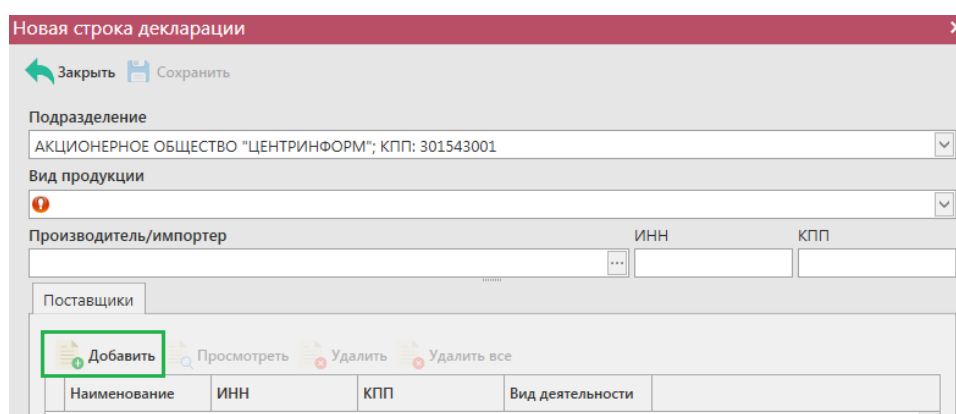 Новая строка декларации
Закрыть Сохранить
Подразделение
АКЦИОНЕРНОЕ ОБЩЕСТВО "ЦЕНТРИНФОРМ"; КПП: 301543001
Вид продукции
Производитель/импортер ИНН КПП
Поставщики
Добавить Просмотреть Удалить Удалить все
Наименование ИНН КПП Вид деятельности